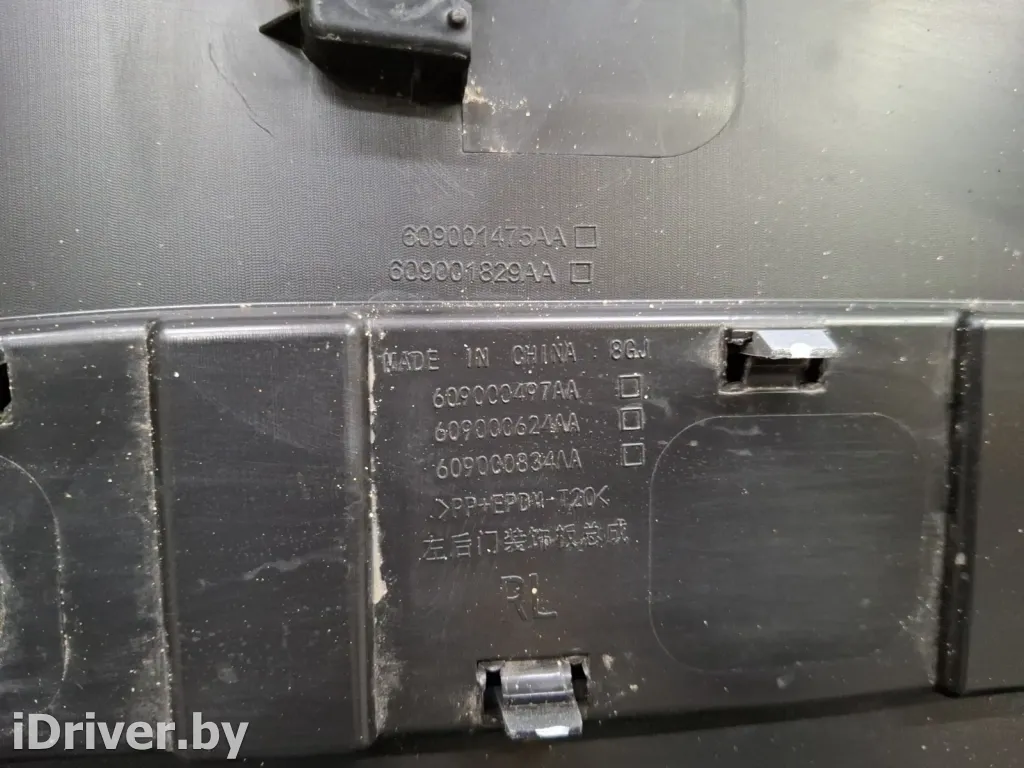 609001475AA
609001829AA
MADE IN CHINA 8GJ
609000497AA
609000624AA
609000834AA
>PP+EPDM-T20<
左后门装饰板总成
RL
iDriver.by